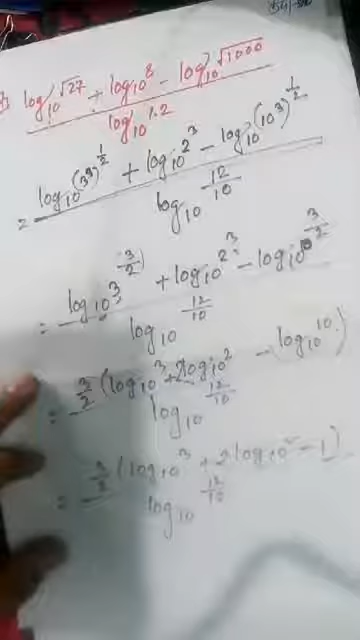 log₁₀√27 + log₁₀8 - log₁₀√1000
log₁₀1.2
= log₁₀(3³)^½ + log₁₀2³ - log₁₀(10³)^½
log₁₀ 12/10
= log₁₀3^(3/2) + log₁₀2³ - log₁₀10^(3/2)
log₁₀ 12/10
= 3/2 (log₁₀3 + 2log₁₀2 - log₁₀10)
log₁₀ 12/10
= 3/2 (log₁₀3 + 2log₁₀2 - 1)
log₁₀ 12/10